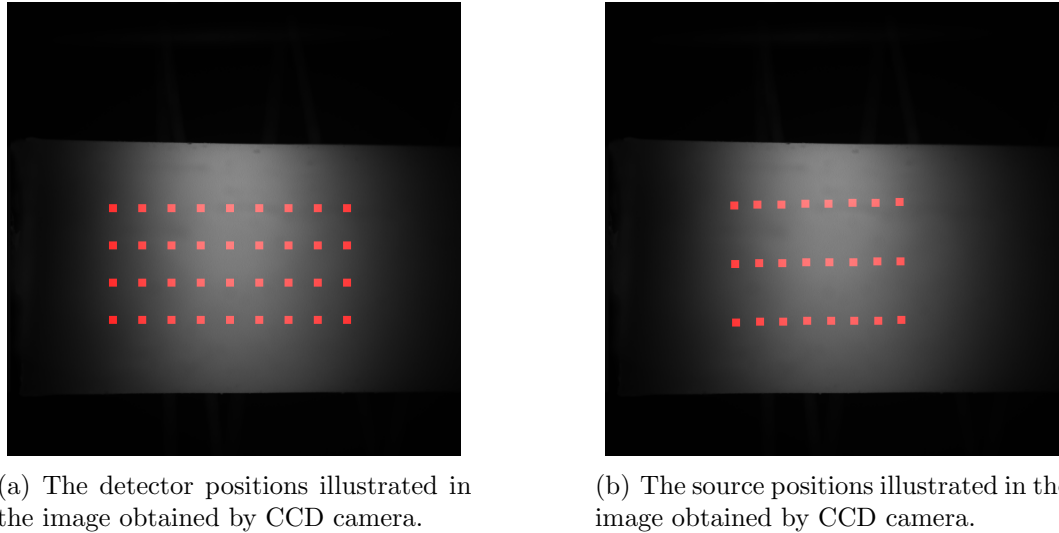 (a) The detector positions illustrated in
the image obtained by CCD camera.
(b) The source positions illustrated in the
image obtained by CCD camera.